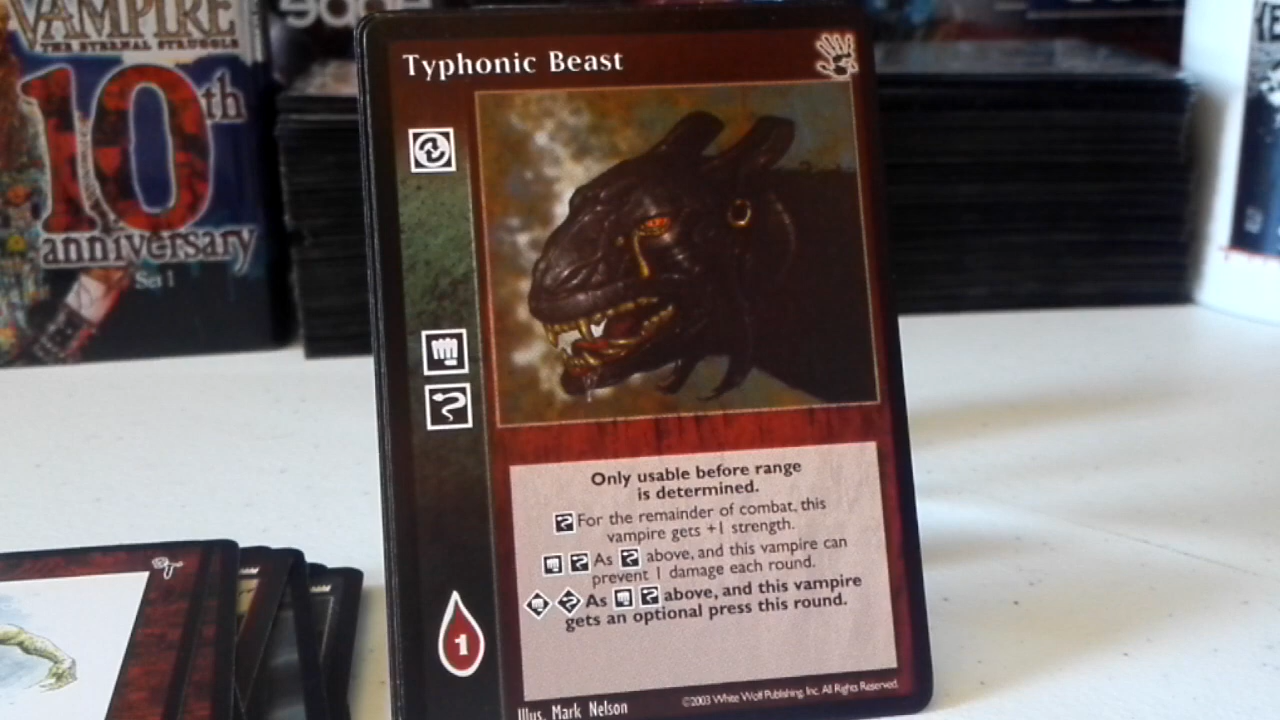 VAMPIRE
THE ETERNAL STRUGGLE
10th
anniversary
Set 1
Typhonic Beast
Only usable before range
is determined.
For the remainder of combat, this
vampire gets +1 strength.
As above, and this vampire can
prevent 1 damage each round.
As above, and this vampire
gets an optional press this round.
1
Illus. Mark Nelson
©2003 White Wolf Publishing, Inc. All Rights Reserved.